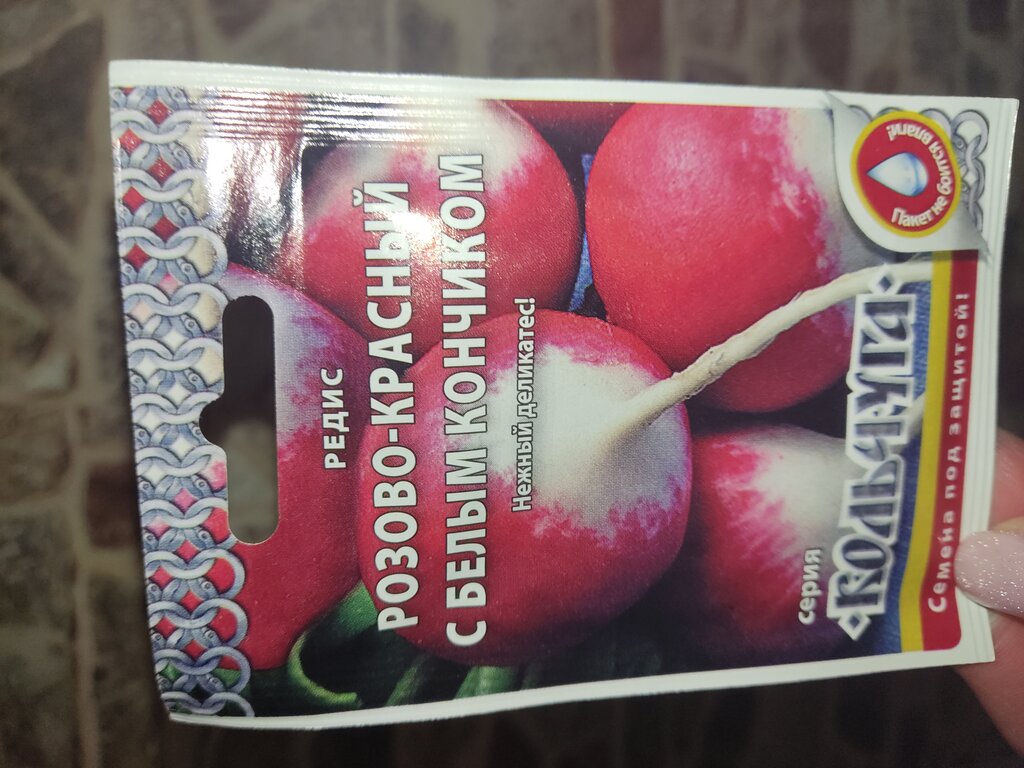 РЕДИС
РОЗОВО-КРАСНЫЙ
С БЕЛЫМ КОНЧИКОМ
Нежный деликатес!
Пакет не боится влаги!
серия
КОЛЬЧУГА
Семена под защитой!